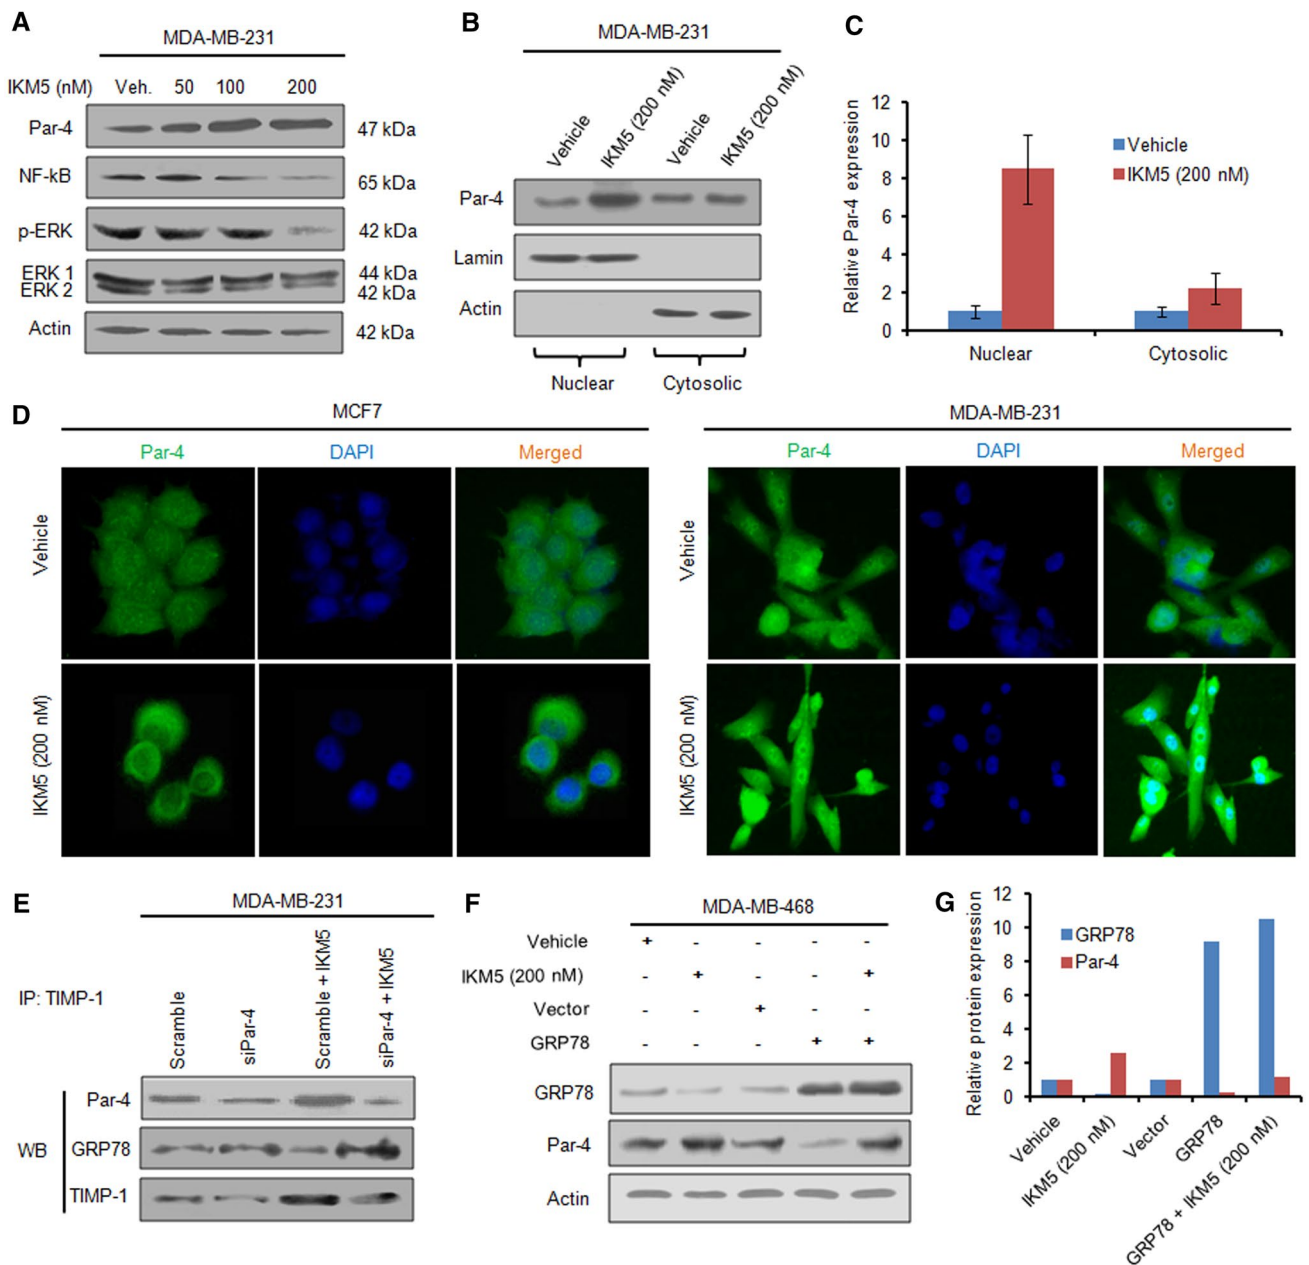 A
MDA-MB-231
IKM5 (nM) Veh. 50 100 200
Par-4 47 kDa
NF-kB 65 kDa
p-ERK 42 kDa
ERK 1 44 kDa
ERK 2 42 kDa
Actin 42 kDa
B
MDA-MB-231
Vehicle IKM5 (200 nM) Vehicle IKM5 (200 nM)
Par-4
Lamin
Actin
Nuclear Cytosolic
C
Relative Par-4 expression
12
10
8
6
4
2
0
Vehicle
IKM5 (200 nM)
Nuclear Cytosolic
D
MCF7
Par-4 DAPI Merged
Vehicle
IKM5 (200 nM)
MDA-MB-231
Par-4 DAPI Merged
Vehicle
IKM5 (200 nM)
E
MDA-MB-231
IP: TIMP-1
Scramble siPar-4 Scramble + IKM5 siPar-4 + IKM5
WB
Par-4
GRP78
TIMP-1
F
MDA-MB-468
Vehicle + - - - -
IKM5 (200 nM) - + - - +
Vector - - + - -
GRP78 - - - + +
GRP78
Par-4
Actin
G
Relative protein expression
12
10
8
6
4
2
0
GRP78
Par-4
Vehicle
IKM5 (200 nM)
Vector
GRP78
GRP78 + IKM5 (200 nM)